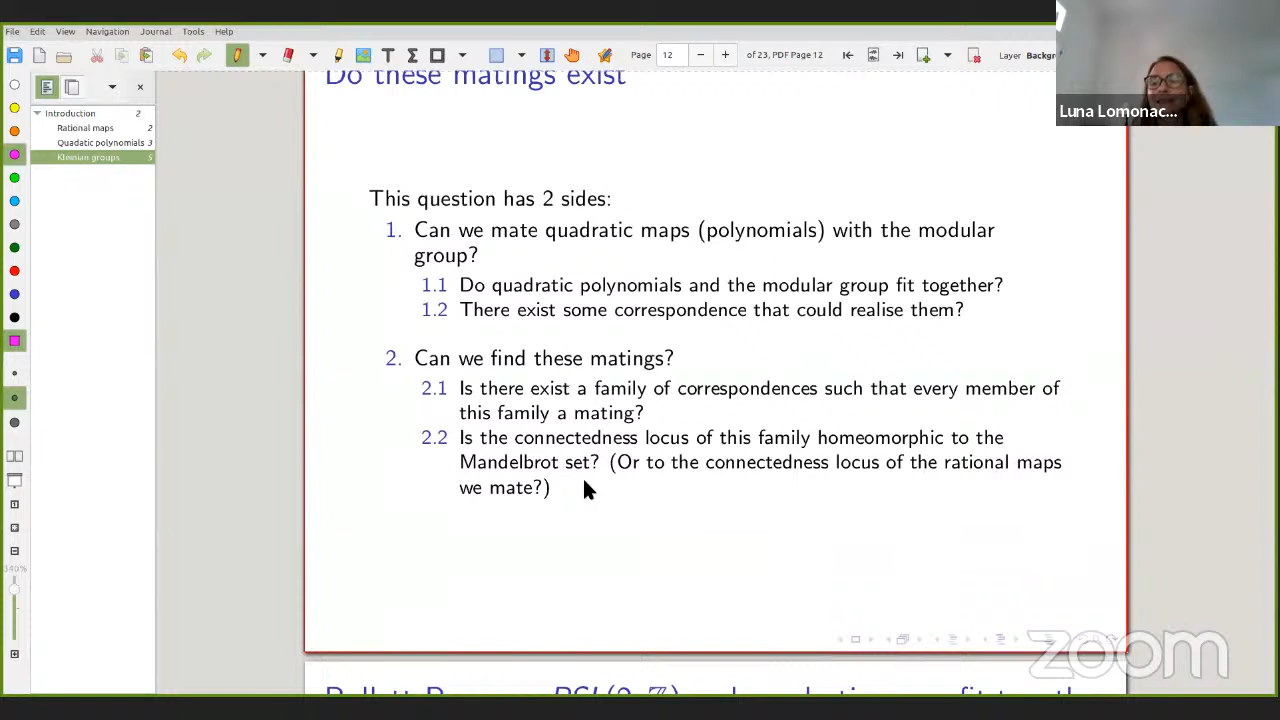 File Edit View Navigation Journal Tools Help
Page 12 of 23, PDF Page 12 Layer Backgr
Luna Lomonac...
Introduction 2
Rational maps 2
Quadatic polynomials 3
Kleinian groups 5
340%
Do these matings exist
This question has 2 sides:
1. Can we mate quadratic maps (polynomials) with the modular
group?
1.1 Do quadratic polynomials and the modular group fit together?
1.2 There exist some correspondence that could realise them?
2. Can we find these matings?
2.1 Is there exist a family of correspondences such that every member of
this family a mating?
2.2 Is the connectedness locus of this family homeomorphic to the
Mandelbrot set? (Or to the connectedness locus of the rational maps
we mate?)
zoom